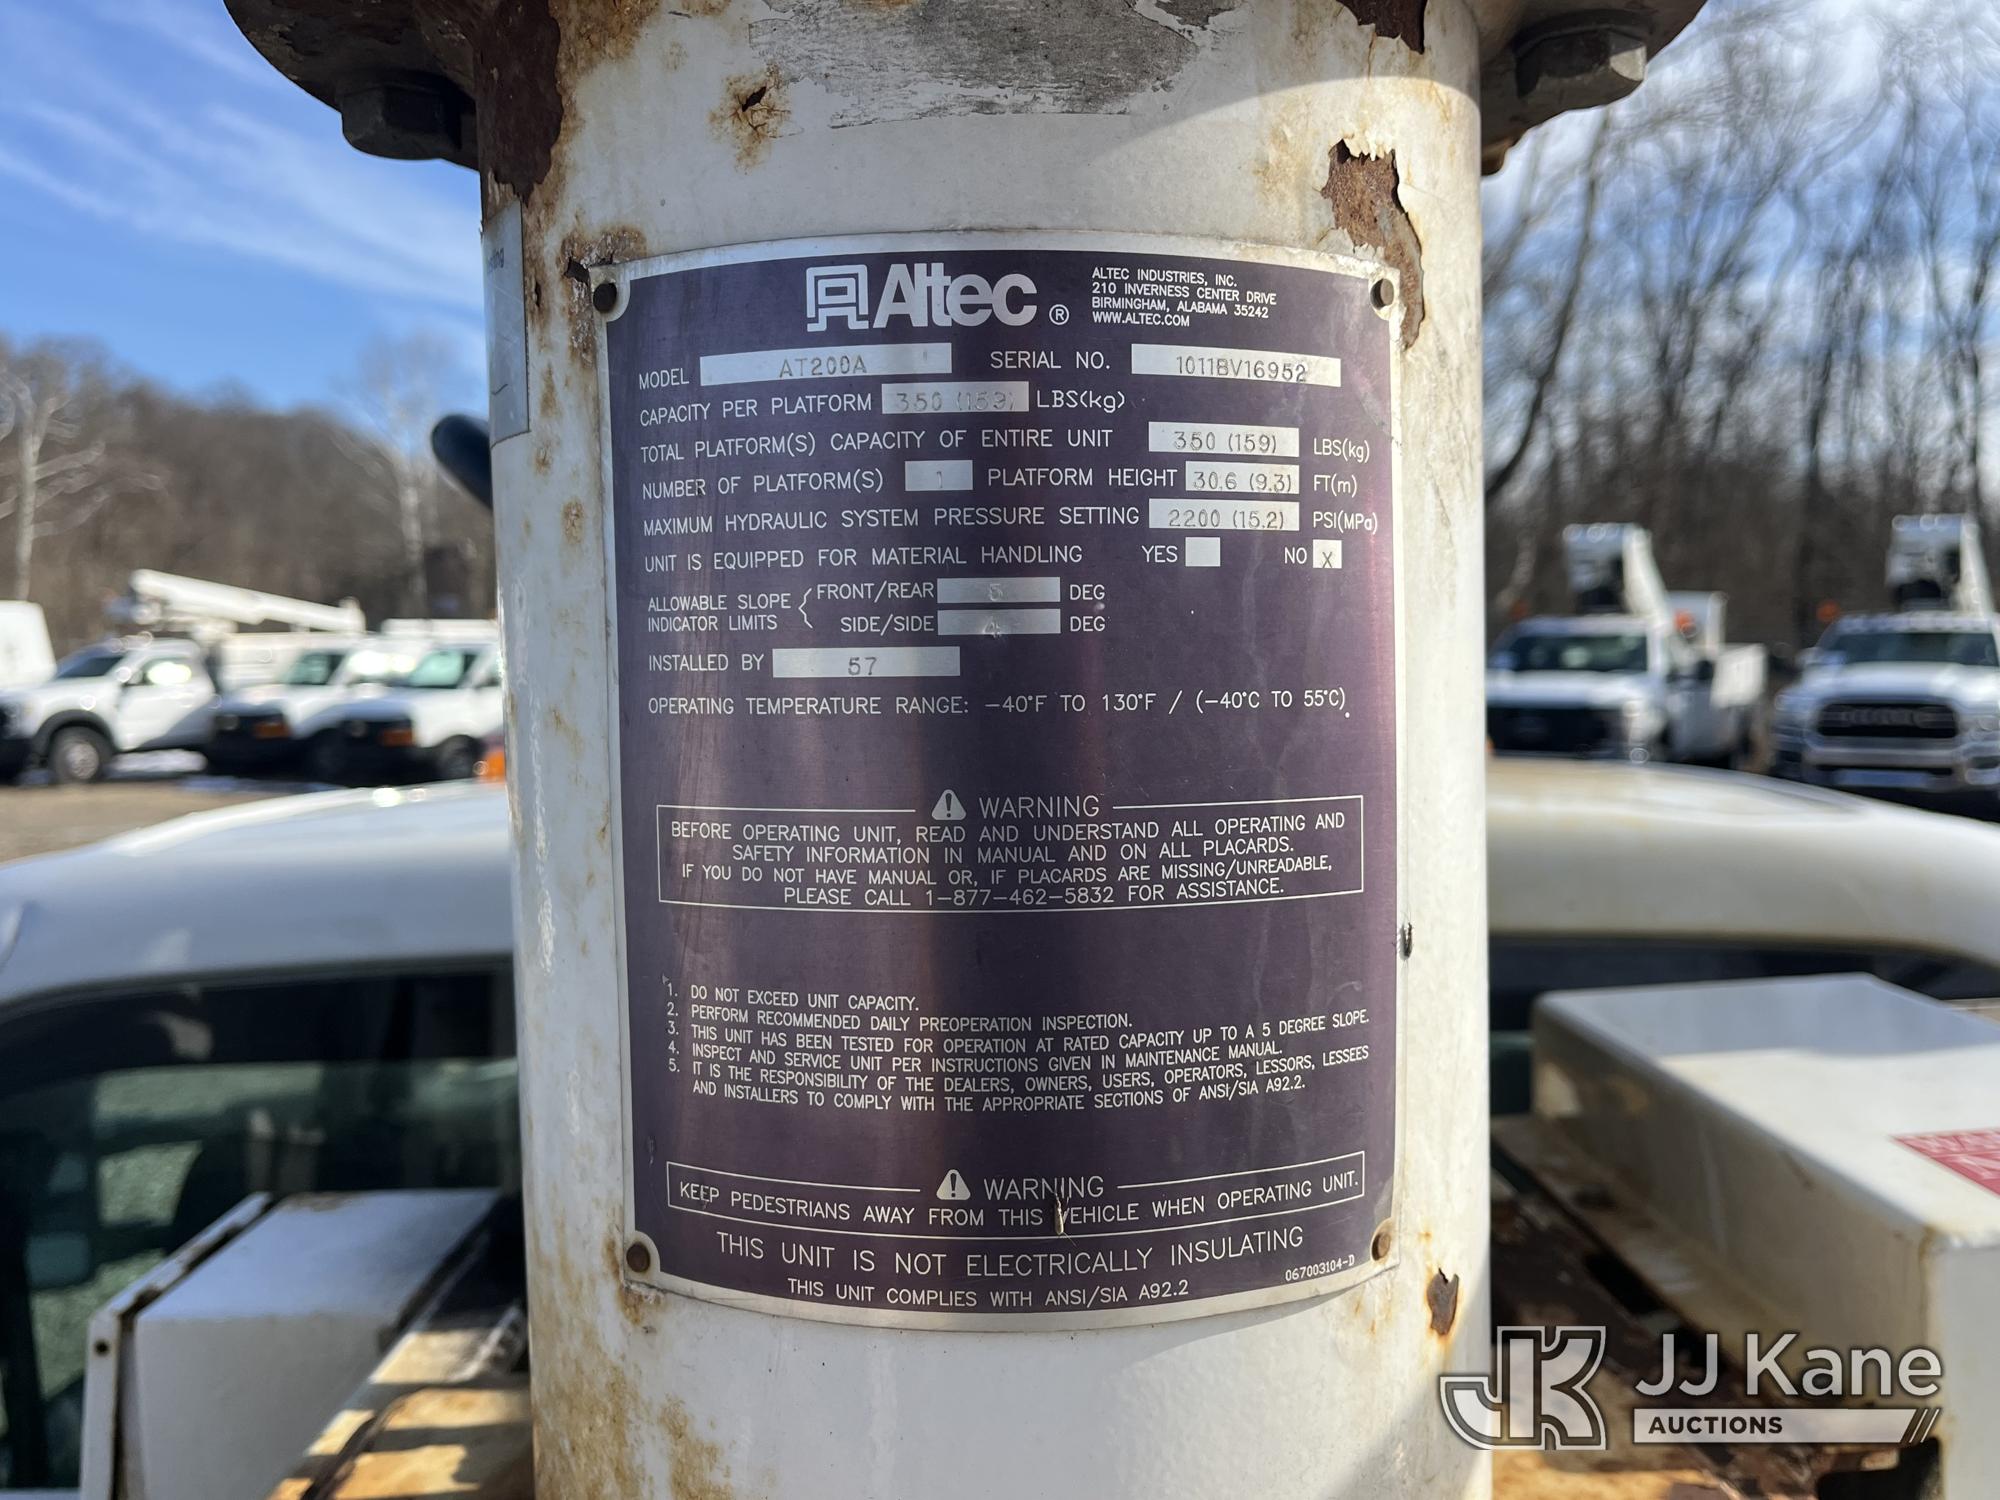 Altec®
ALTEC INDUSTRIES, INC.
210 INVERNESS CENTER DRIVE
BIRMINGHAM, ALABAMA 35242
WWW.ALTEC.COM
MODEL AT200A SERIAL NO. 1011BV16952
CAPACITY PER PLATFORM 350 (159) LBS(kg)
TOTAL PLATFORM(S) CAPACITY OF ENTIRE UNIT 350 (159) LBS(kg)
NUMBER OF PLATFORM(S) 1 PLATFORM HEIGHT 30.6 (9.3) FT(m)
MAXIMUM HYDRAULIC SYSTEM PRESSURE SETTING 2200 (15.2) PSI(MPa)
UNIT IS EQUIPPED FOR MATERIAL HANDLING YES NO X
ALLOWABLE SLOPE INDICATOR LIMITS { FRONT/REAR 5 DEG
SIDE/SIDE 4 DEG
INSTALLED BY 57
OPERATING TEMPERATURE RANGE: -40°F TO 130°F / (-40°C TO 55°C).
WARNING
BEFORE OPERATING UNIT, READ AND UNDERSTAND ALL OPERATING AND
SAFETY INFORMATION IN MANUAL AND ON ALL PLACARDS.
IF YOU DO NOT HAVE MANUAL OR, IF PLACARDS ARE MISSING/UNREADABLE,
PLEASE CALL 1-877-462-5832 FOR ASSISTANCE.
1. DO NOT EXCEED UNIT CAPACITY.
2. PERFORM RECOMMENDED DAILY PREOPERATION INSPECTION.
3. THIS UNIT HAS BEEN TESTED FOR OPERATION AT RATED CAPACITY UP TO A 5 DEGREE SLOPE.
4. INSPECT AND SERVICE UNIT PER INSTRUCTIONS GIVEN IN MAINTENANCE MANUAL.
5. IT IS THE RESPONSIBILITY OF THE DEALERS, OWNERS, USERS, OPERATORS, LESSORS, LESSEES
AND INSTALLERS TO COMPLY WITH THE APPROPRIATE SECTIONS OF ANSI/SIA A92.2.
WARNING
KEEP PEDESTRIANS AWAY FROM THIS VEHICLE WHEN OPERATING UNIT.
THIS UNIT IS NOT ELECTRICALLY INSULATING
THIS UNIT COMPLIES WITH ANSI/SIA A92.2
067003104-D
JK JJ Kane
AUCTIONS